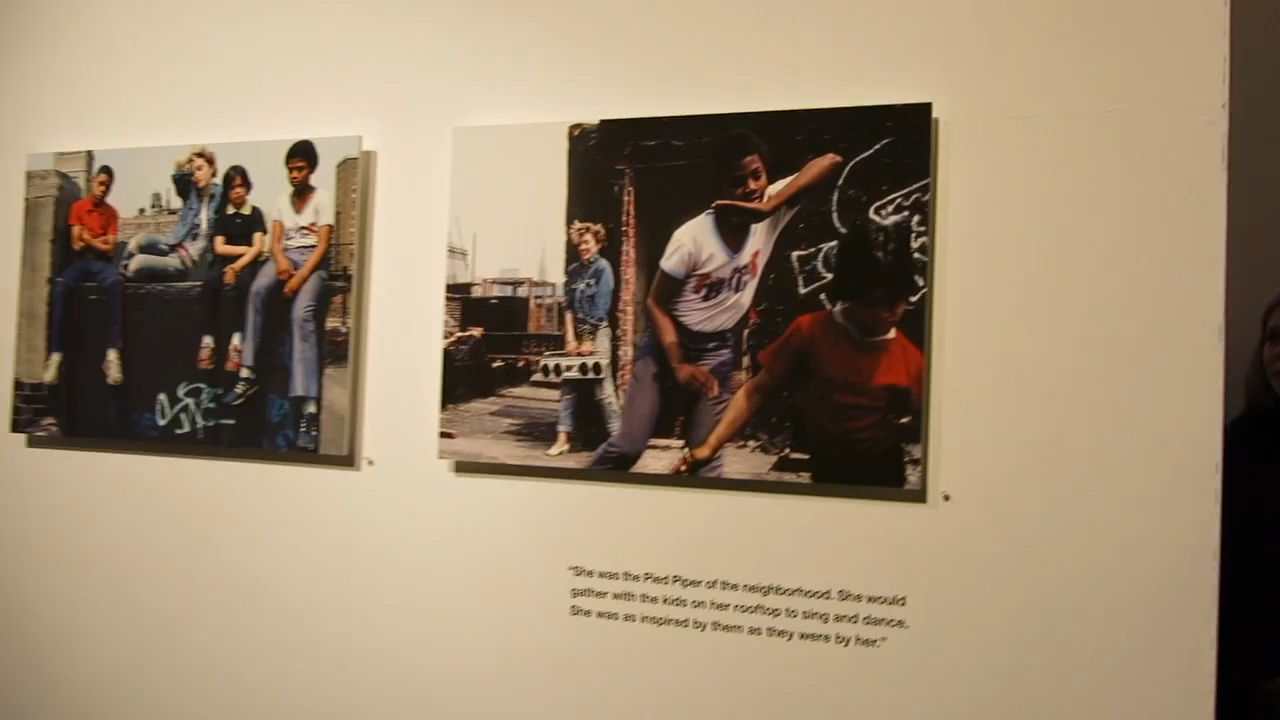 "She was the Pied Piper of the neighborhood. She would
gather with the kids on her rooftop to sing and dance.
She was as inspired by them as they were by her."